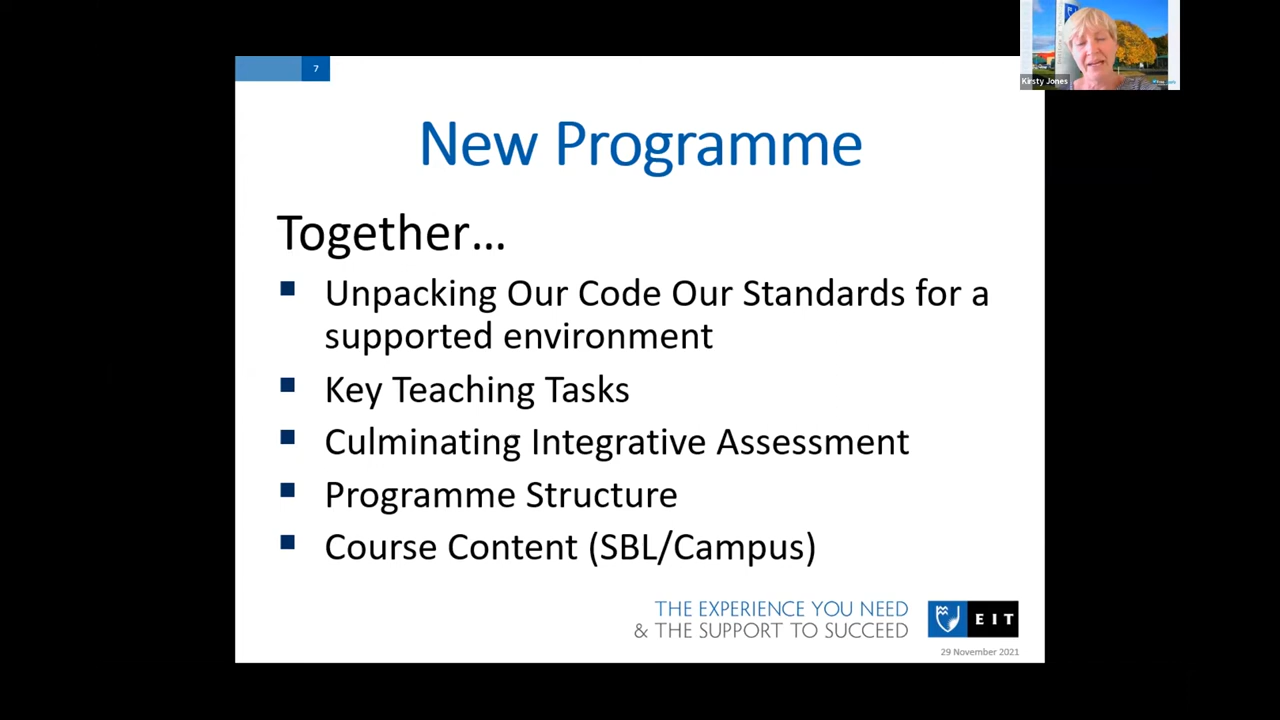 7
Kirsty Jones
New Programme
Together...
Unpacking Our Code Our Standards for a
supported environment
Key Teaching Tasks
Culminating Integrative Assessment
Programme Structure
Course Content (SBL/Campus)
THE EXPERIENCE YOU NEED
& THE SUPPORT TO SUCCEED
EIT
29 November 2021